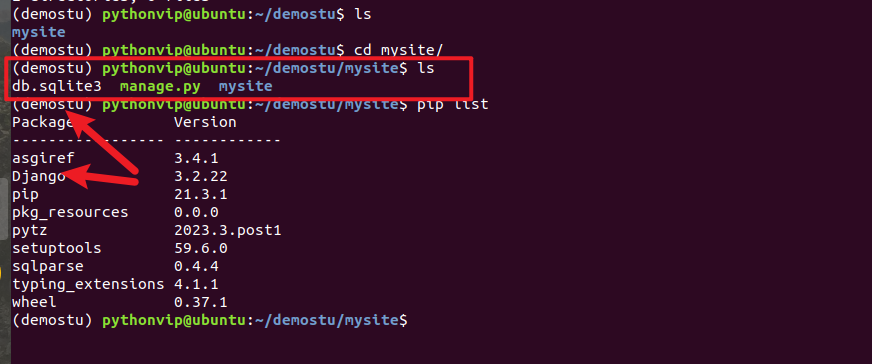 (demostu) pythonvip@ubuntu:~/demostu$ ls
mysite
(demostu) pythonvip@ubuntu:~/demostu$ cd mysite/
(demostu) pythonvip@ubuntu:~/demostu/mysite$ ls
db.sqlite3  manage.py  mysite
(demostu) pythonvip@ubuntu:~/demostu/mysite$ pip list
Package           Version
----------------- ------------
asgiref           3.4.1
Django            3.2.22
pip               21.3.1
pkg_resources     0.0.0
pytz              2023.3.post1
setuptools        59.6.0
sqlparse          0.4.4
typing_extensions 4.1.1
wheel             0.37.1
(demostu) pythonvip@ubuntu:~/demostu/mysite$